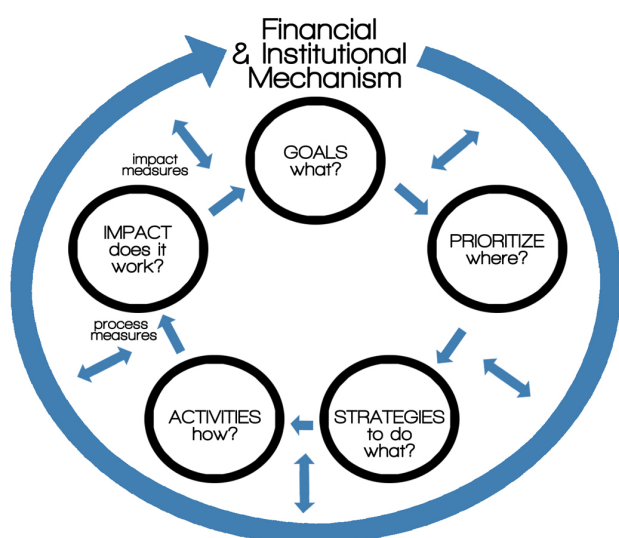 Financial
& Institutional
Mechanism
GOALS
what?
PRIORITIZE
where?
STRATEGIES
to do
what?
ACTIVITIES
how?
process
measures
IMPACT
does it
work?
impact
measures